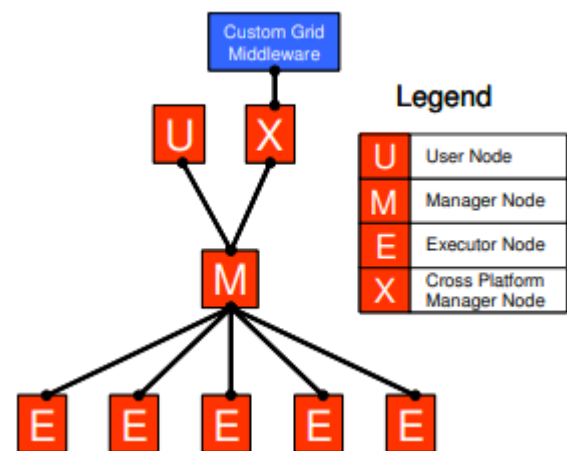 Custom Grid
Middleware
Legend
U X
U User Node
M Manager Node
E Executor Node
X Cross Platform
Manager Node
M
E E E E E